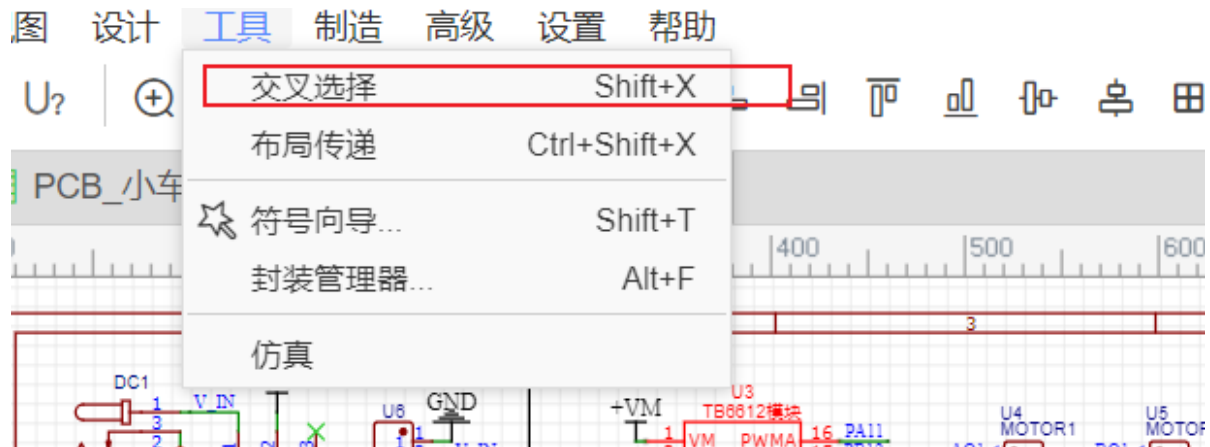 图 设计 工具 制造 高级 设置 帮助
U?
交叉选择 Shift+X
布局传递 Ctrl+Shift+X
PCB_小车
符号向导... Shift+T
封装管理器... Alt+F
仿真
400 500 600
3
DC1 1 V_IN
3
2
U6 GND
1
+VM
U3
TB6612模块
1 VM PWMA 16 PA11
U4
MOTOR1
U5